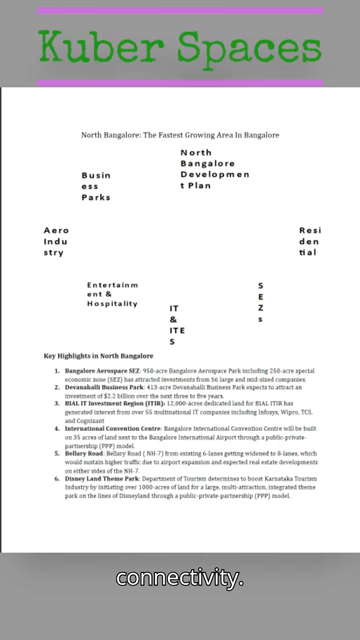 Kuber Spaces
North Bangalore: The Fastest Growing Area In Bangalore
North
Bangalore
Developmen
t Plan
Busin
ess
Parks
Aero
Indu
stry
Resi
den
tial
Entertainm
ent &
Hospitality
S
E
Z
s
IT
&
ITE
S
Key Highlights in North Bangalore
1. Bangalore Aerospace SEZ: 950-acre Bangalore Aerospace Park including 250-acre special
economic zone (SEZ) has attracted investments from 56 large and mid-sized companies.
2. Devanahalli Business Park: 413-acre Devanahalli Business Park expects to attract an
investment of $2.2 billion over the next three to five years.
3. BIAL IT Investment Region (ITIR): 12,000-acres dedicated land for BIAL ITIR has
generated interest from over 55 multinational IT companies including Infosys, Wipro, TCS,
and Cognizant
4. International Convention Centre: Bangalore International Convention Centre will be built
on 35 acres of land next to the Bangalore International Airport through a public-private-
partnership (PPP) model.
5. Bellary Road: Bellary Road ( NH-7) from existing 6-lanes getting widened to 8-lanes, which
would sustain higher traffic due to airport expansion and expected real estate developments
on either sides of the NH-7.
6. Disney Land Theme Park: Department of Tourism determines to boost Karnataka Tourism
Industry by initiating over 1000-acres of land for a large, multi-attraction, integrated theme
park on the lines of Disneyland through a public-private-partnership (PPP) model.
connectivity.